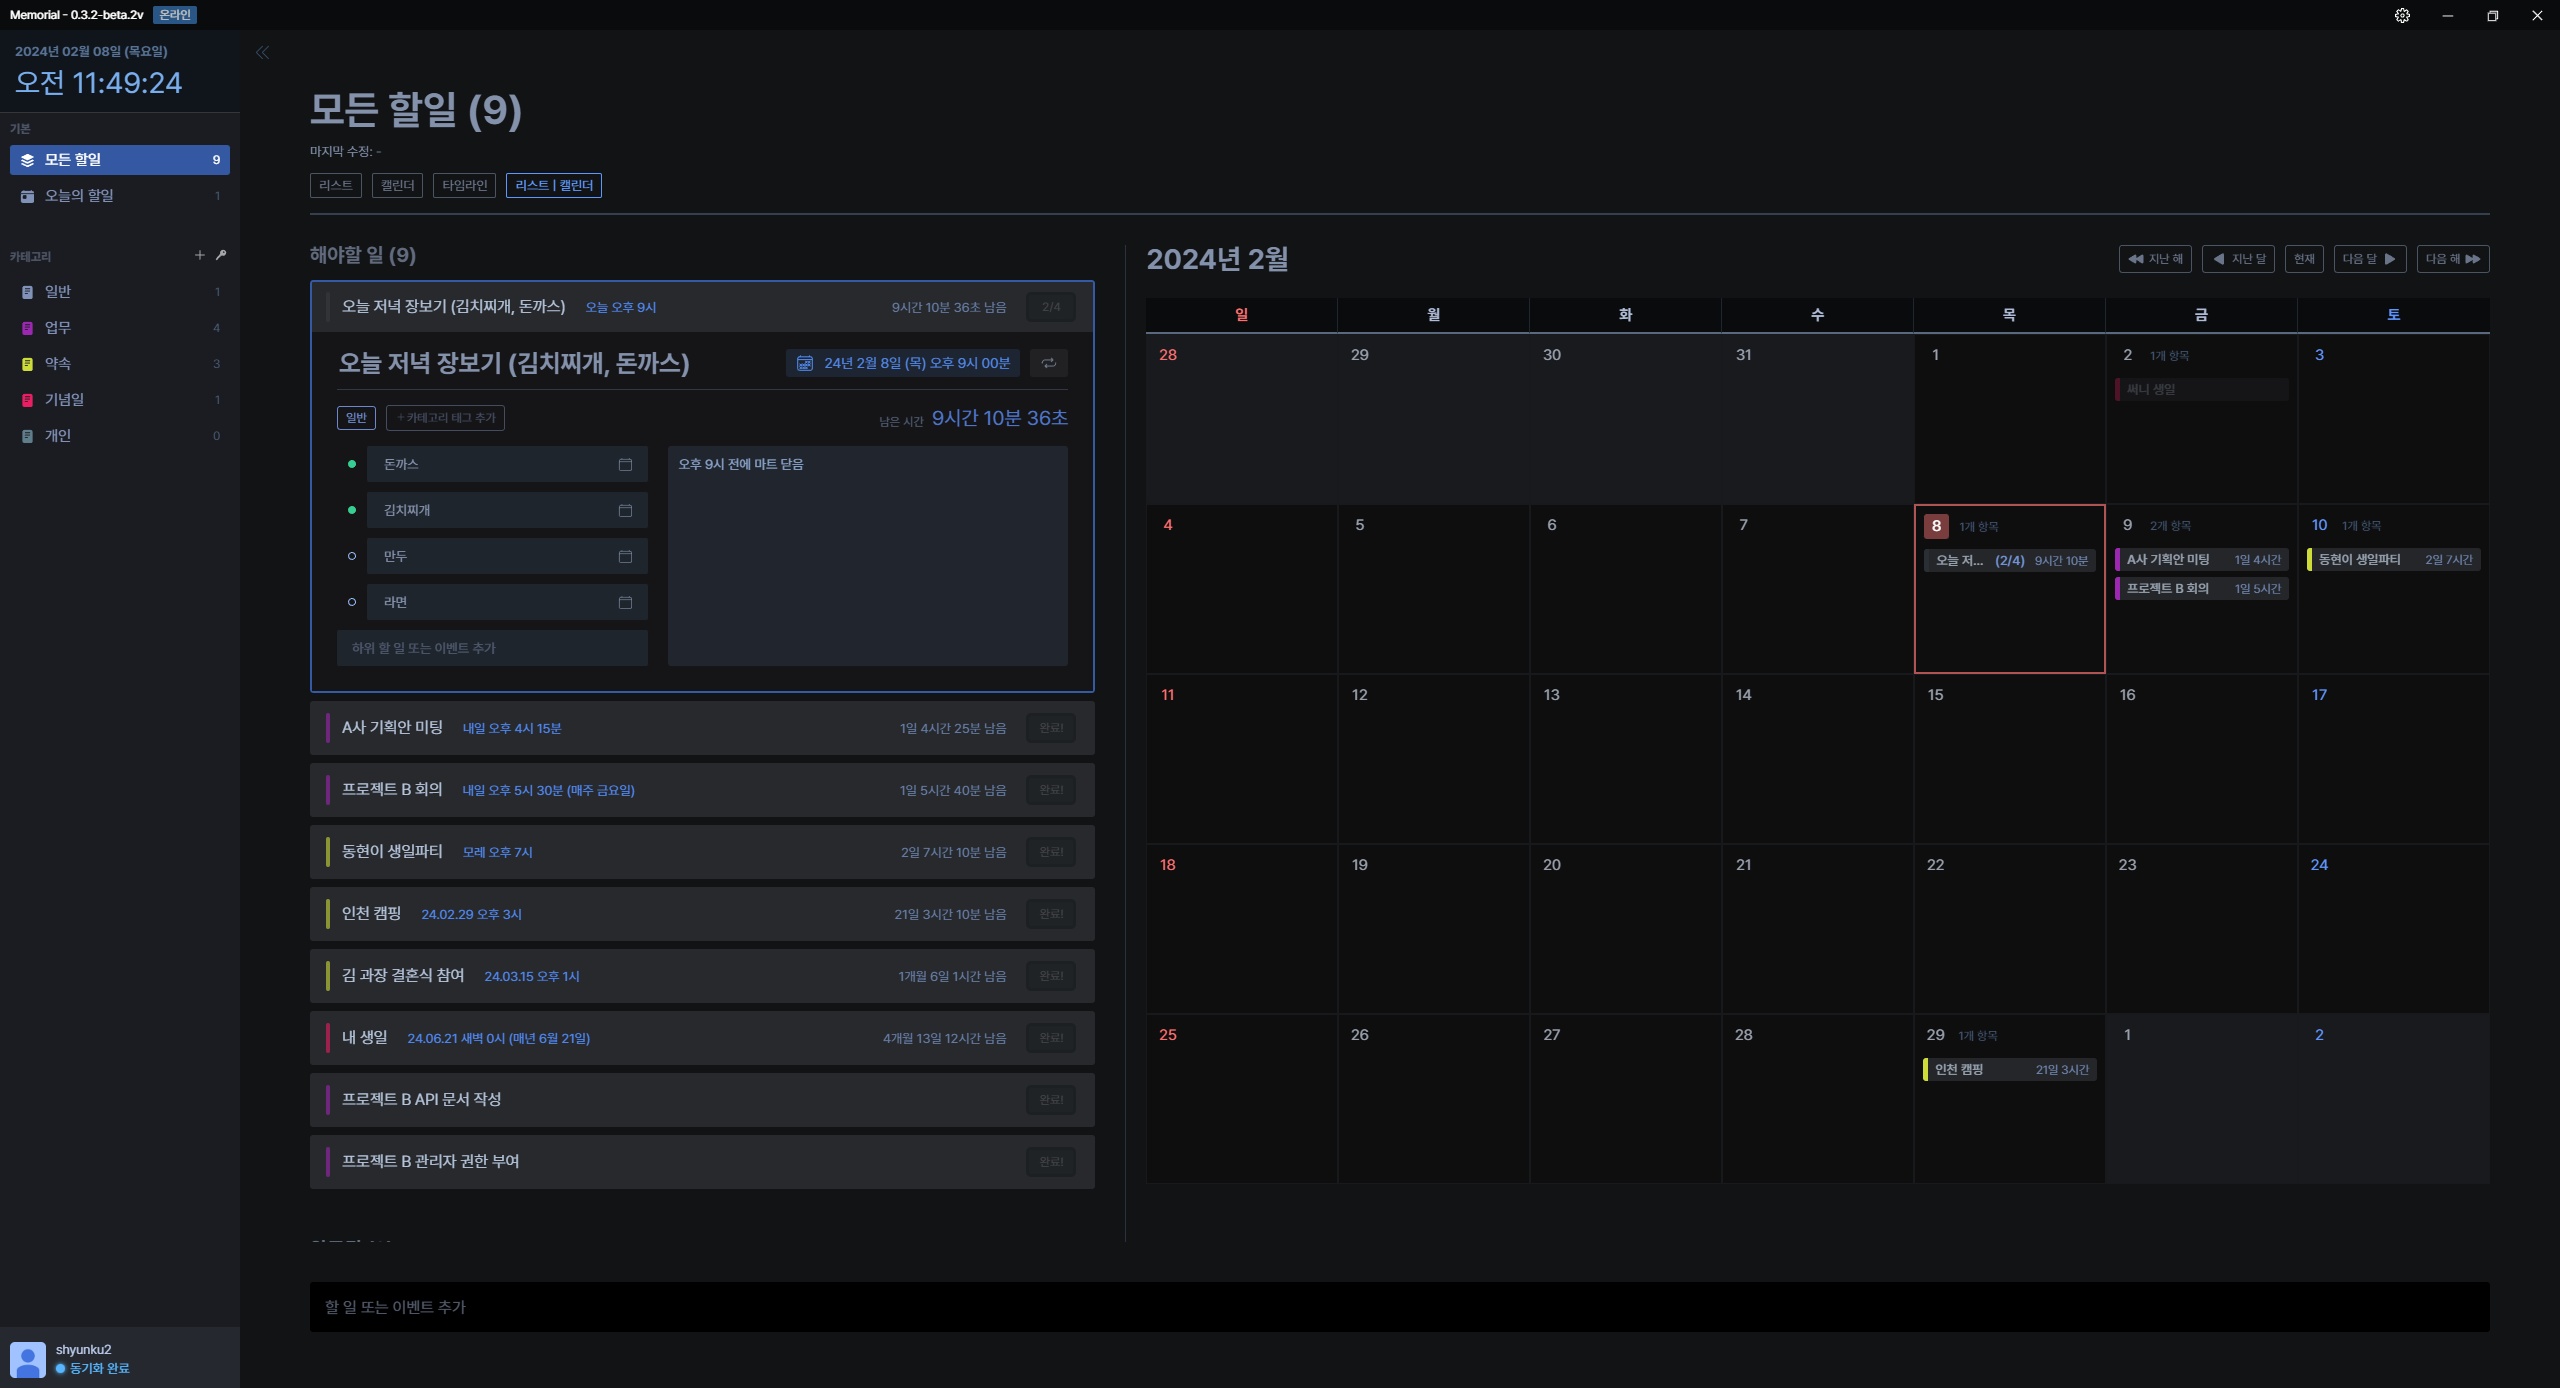 Memorial - 0.3.2-beta.2v 온라인
2024년 02월 08일 (목요일)
오전 11:49:24
기본
모든 할일 9
오늘의 할일 1
카테고리
일반 1
업무 4
약속 3
기념일 1
개인 0
shyunku2
동기화 완료
모든 할일 (9)
마지막 수정: -
리스트 캘린더 타임라인 리스트 | 캘린더
해야할 일 (9)
오늘 저녁 장보기 (김치찌개, 돈까스) 오늘 오후 9시 9시간 10분 36초 남음 2/4
오늘 저녁 장보기 (김치찌개, 돈까스) 24년 2월 8일 (목) 오후 9시 00분
일반 + 카테고리 태그 추가 남은 시간 9시간 10분 36초
돈까스
김치찌개
만두
라면
하위 할 일 또는 이벤트 추가
오후 9시 전에 마트 닫음
A사 기획안 미팅 내일 오후 4시 15분 1일 4시간 25분 남음 완료!
프로젝트 B 회의 내일 오후 5시 30분 (매주 금요일) 1일 5시간 40분 남음 완료!
동현이 생일파티 모레 오후 7시 2일 7시간 10분 남음 완료!
인천 캠핑 24.02.29 오후 3시 21일 3시간 10분 남음 완료!
김 과장 결혼식 참여 24.03.15 오후 1시 1개월 6일 1시간 남음 완료!
내 생일 24.06.21 새벽 0시 (매년 6월 21일) 4개월 13일 12시간 남음 완료!
프로젝트 B API 문서 작성 완료!
프로젝트 B 관리자 권한 부여 완료!
2024년 2월
지난 해 지난 달 현재 다음 달 다음 해
일 월 화 수 목 금 토
28 29 30 31 1 2 1개 항목 3
써니 생일
4 5 6 7 8 1개 항목 9 2개 항목 10 1개 항목
오늘 저... (2/4) 9시간 10분 A사 기획안 미팅 1일 4시간 동현이 생일파티 2일 7시간
프로젝트 B 회의 1일 5시간
11 12 13 14 15 16 17
18 19 20 21 22 23 24
25 26 27 28 29 1개 항목 1 2
인천 캠핑 21일 3시간
할 일 또는 이벤트 추가